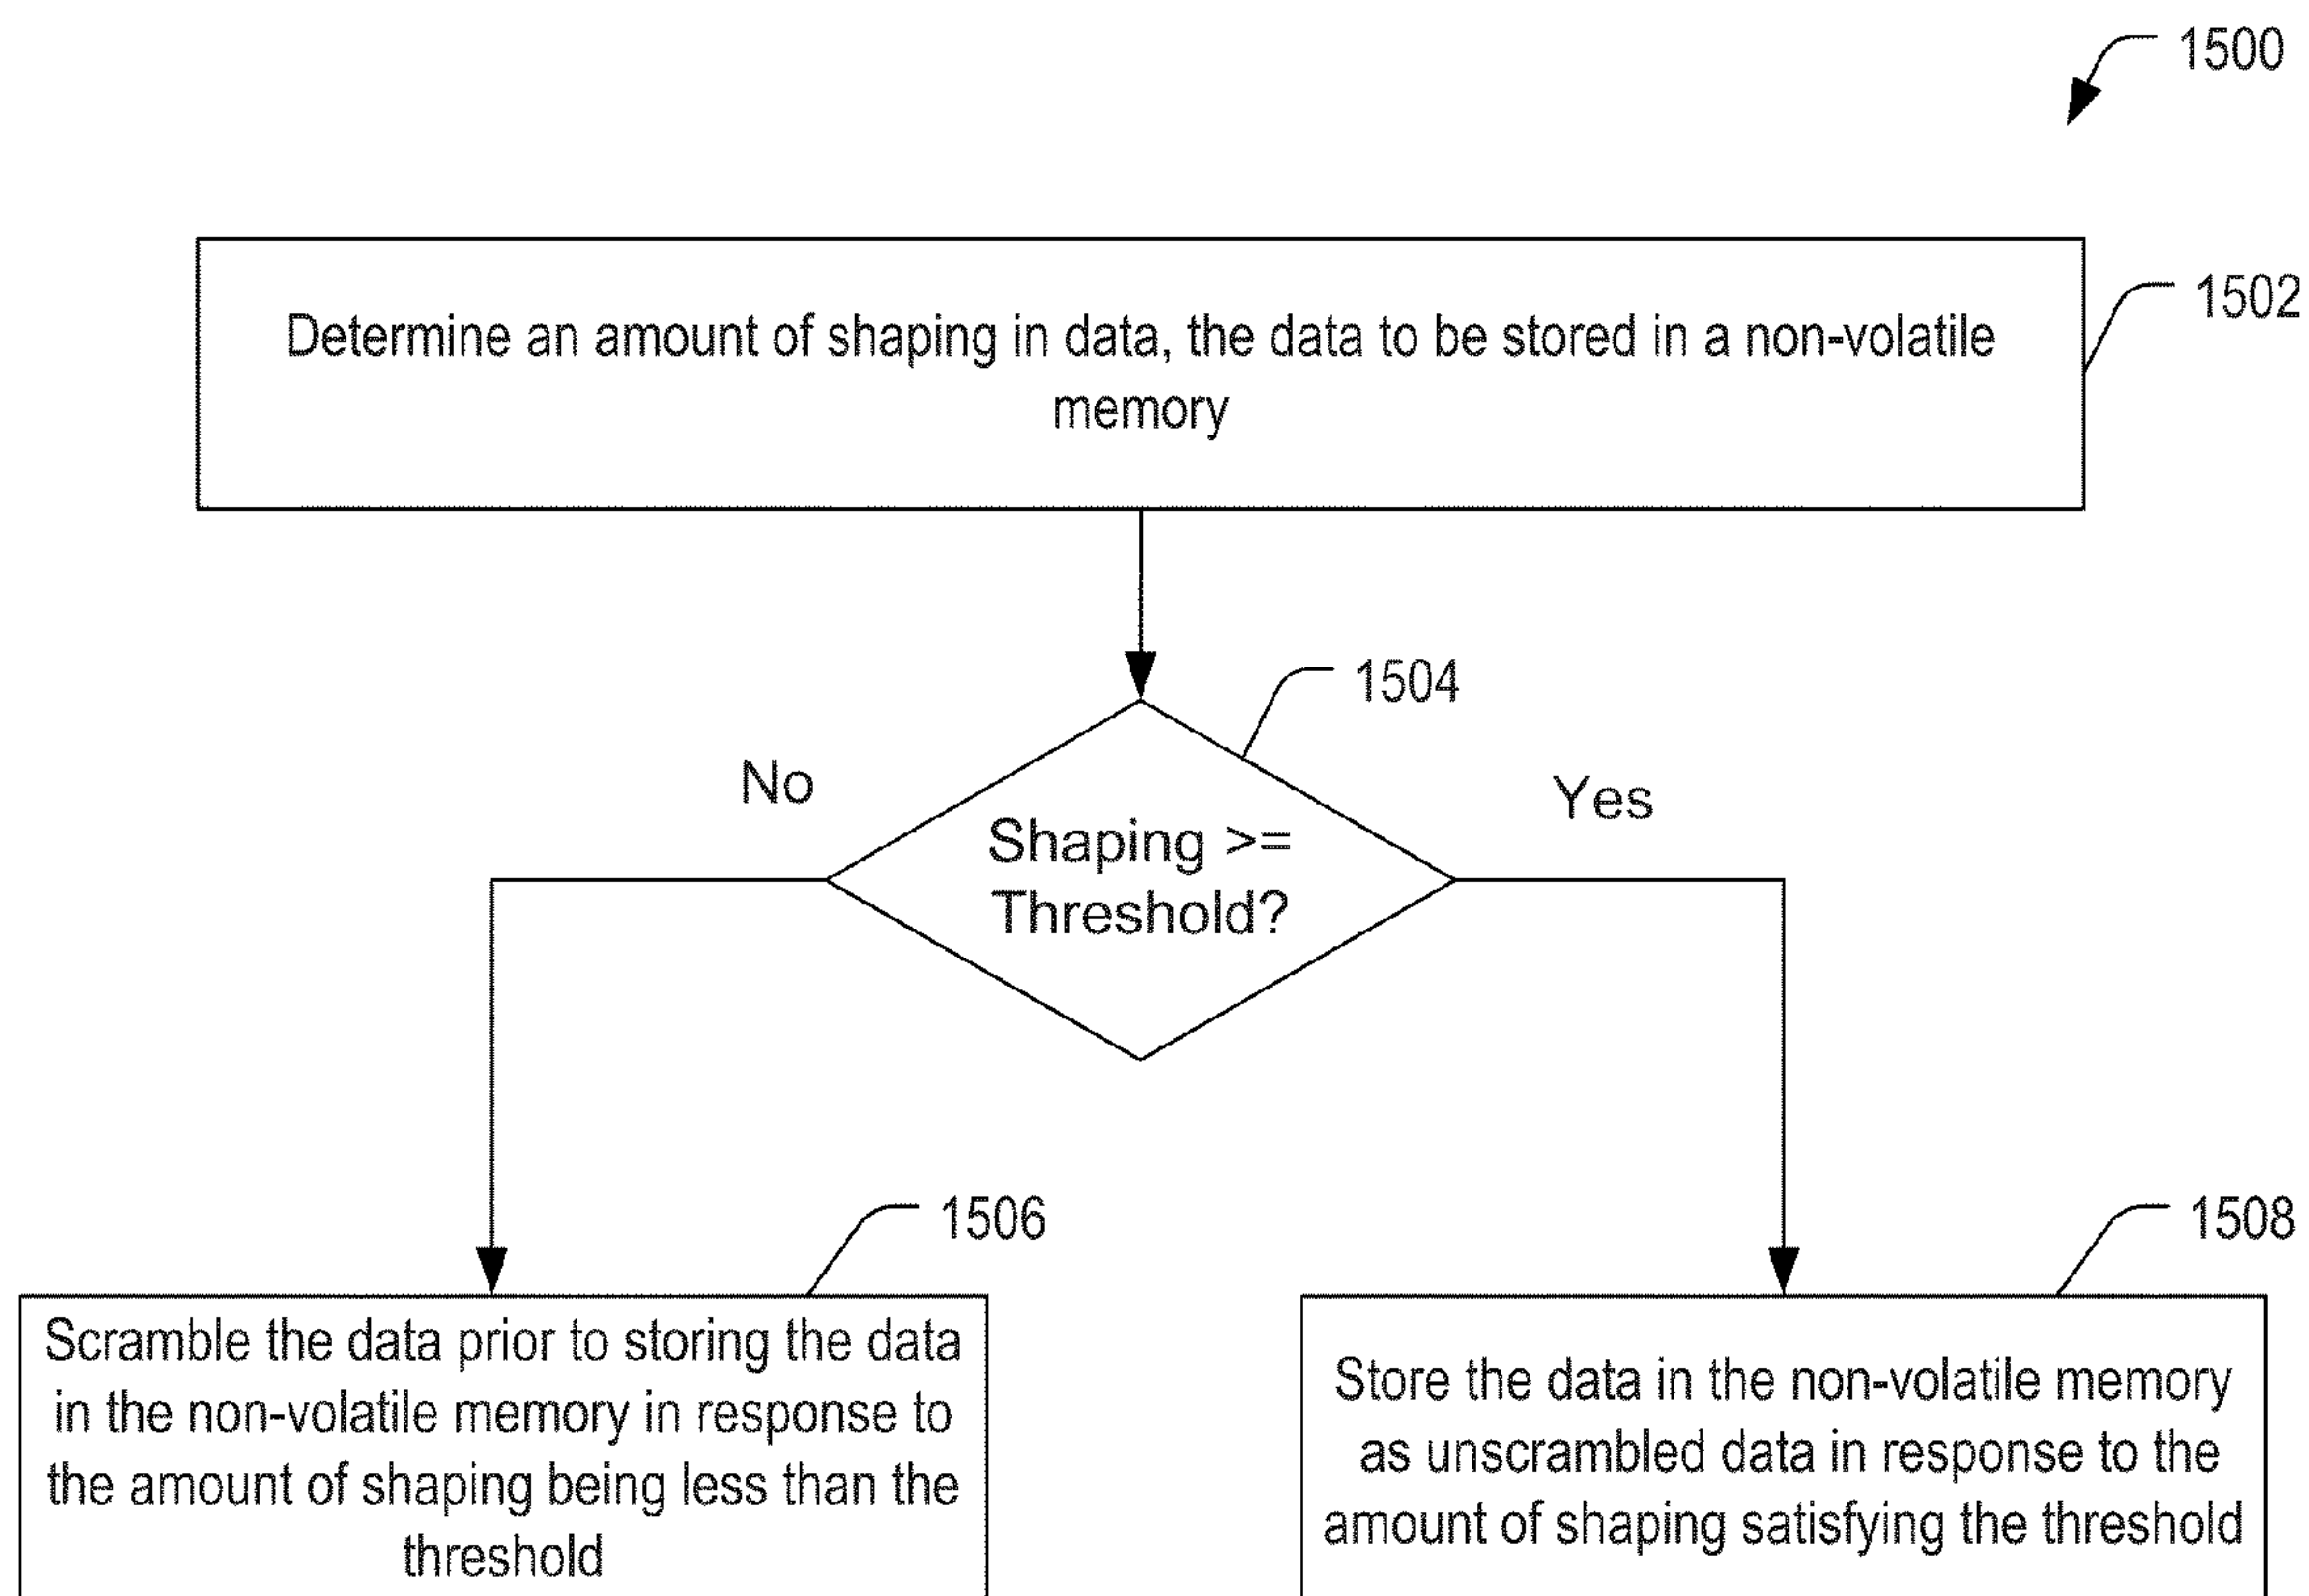 1500
1502
Determine an amount of shaping in data, the data to be stored in a non-volatile
memory
1504
No
Yes
Shaping >=
Threshold?
1506
1508
Scramble the data prior to storing the data
in the non-volatile memory in response to
the amount of shaping being less than the
threshold
Store the data in the non-volatile memory
as unscrambled data in response to the
amount of shaping satisfying the threshold